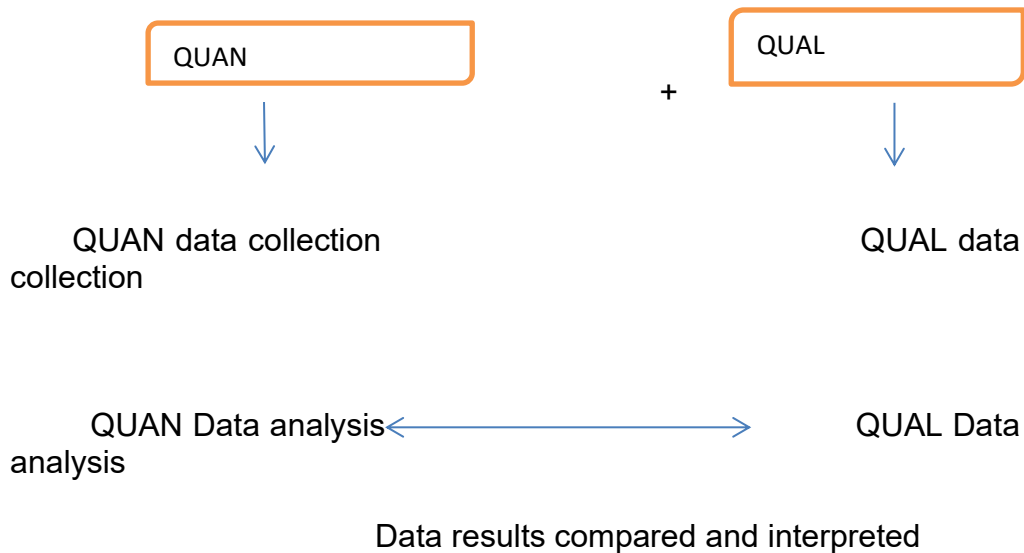 QUAN
QUAL
+
QUAN data collection QUAL data
collection
QUAN Data analysis QUAL Data
analysis
Data results compared and interpreted